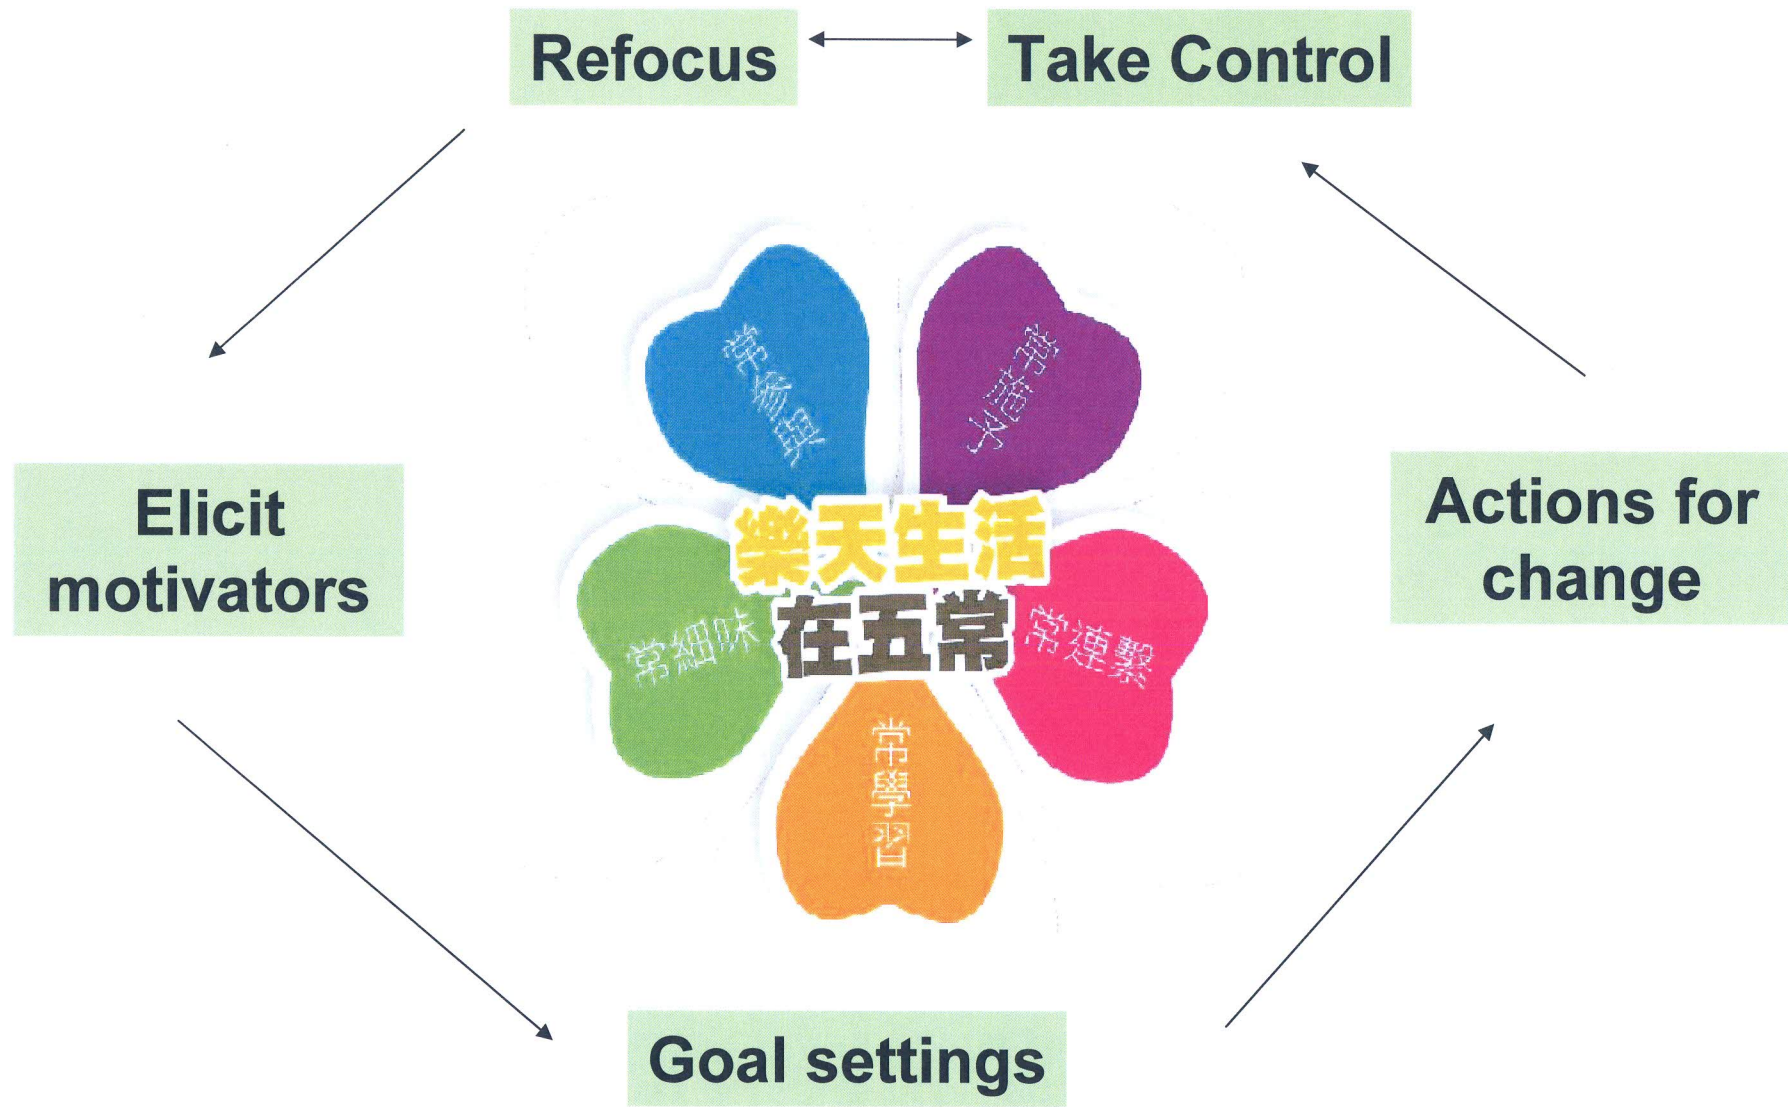 Refocus
Take Control
常參與
Elicit
motivators
樂天生活
在五常
常細味
常連繫
常學習
Actions for
change
Goal settings